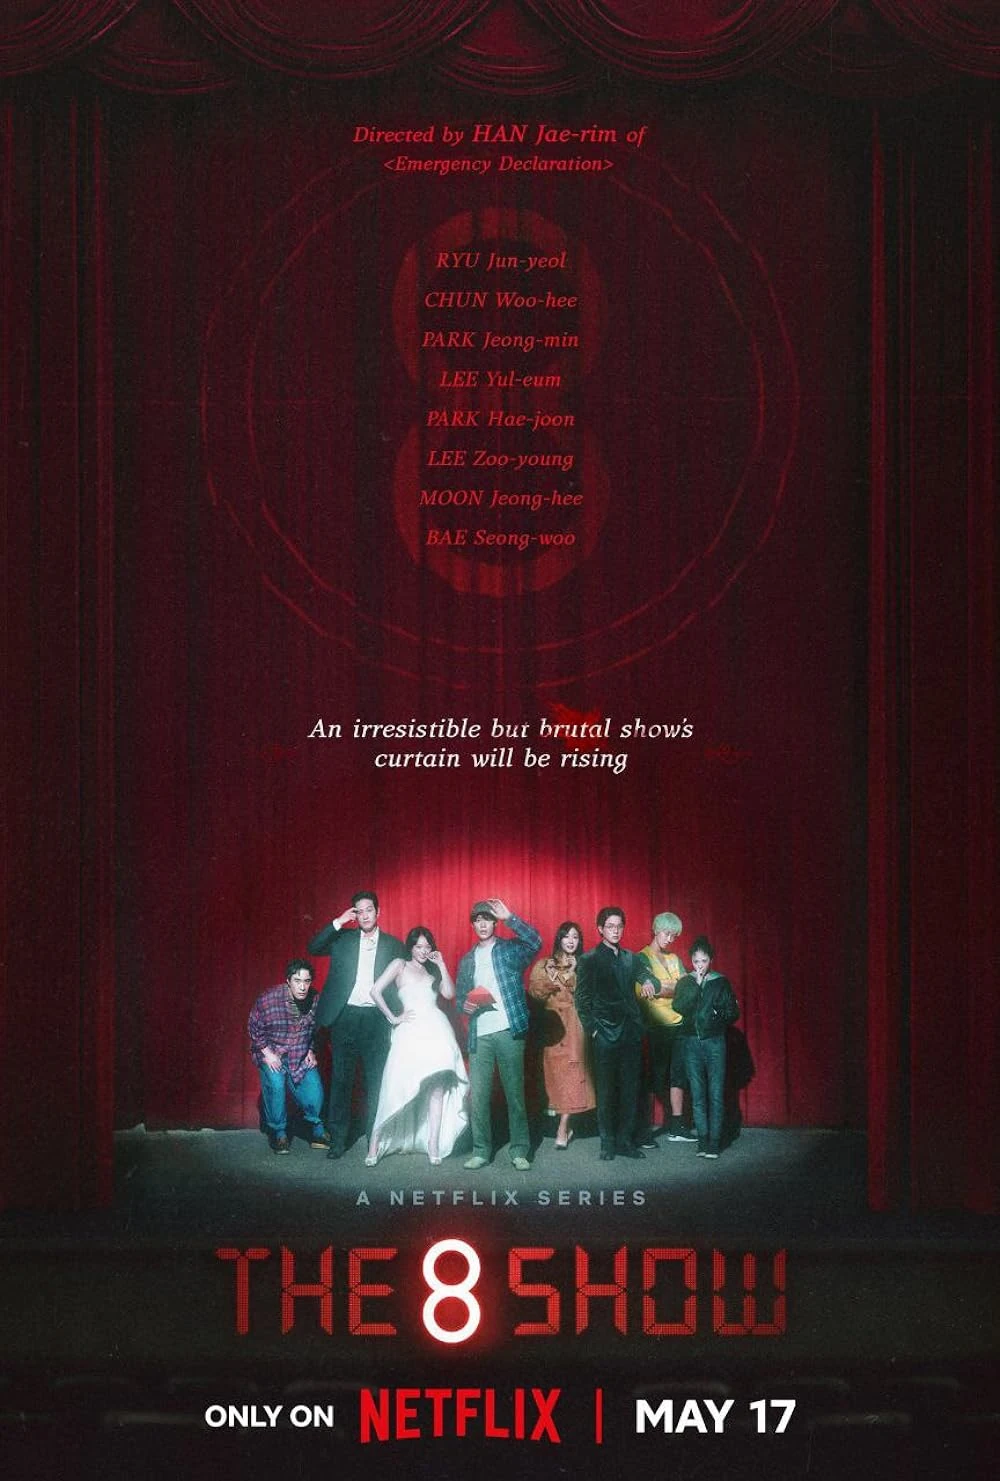 Directed by HAN Jae-rim of
<Emergency Declaration>
RYU Jun-yeol
CHUN Woo-hee
PARK Jeong-min
LEE Yul-eum
PARK Hae-joon
LEE Zoo-young
MOON Jeong-hee
BAE Seong-woo
An irresistible but brutal show's
curtain will be rising
A NETFLIX SERIES
THE 8 SHOW
ONLY ON NETFLIX | MAY 17